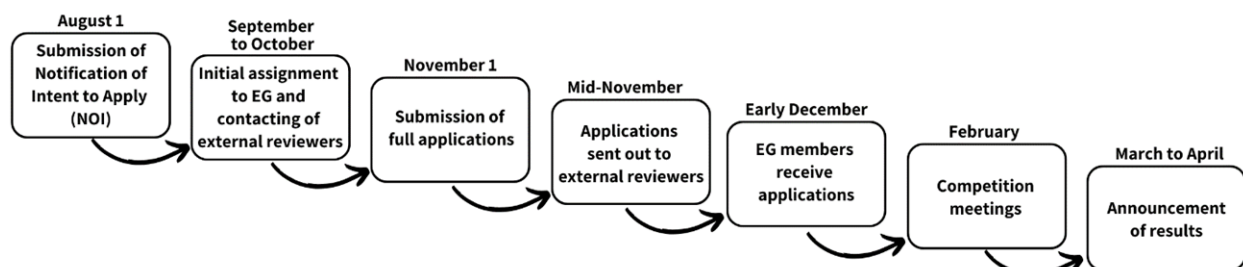 August 1
Submission of
Notification of
Intent to Apply
(NOI)
September
to October
Initial assignment
to EG and
contacting of
external reviewers
November 1
Submission of
full applications
Mid-November
Applications
sent out to
external reviewers
Early December
EG members
receive
applications
February
Competition
meetings
March to April
Announcement
of results